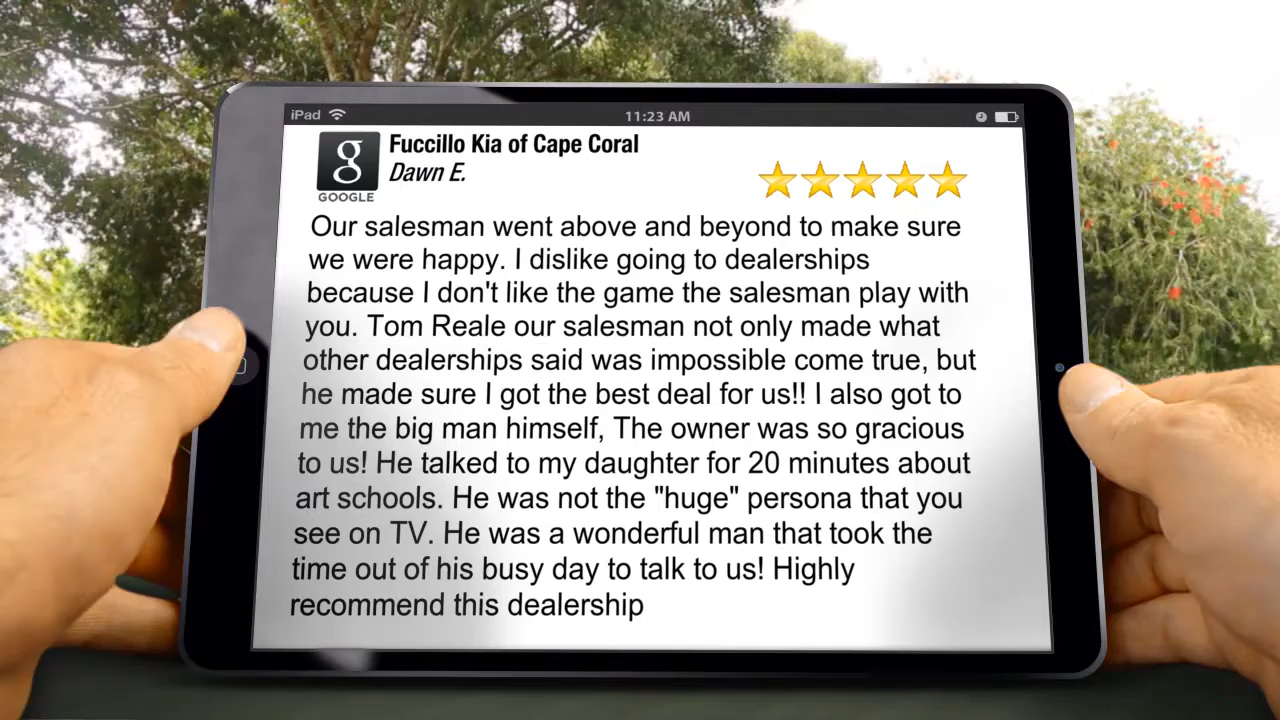 iPad 11:23 AM
Fuccillo Kia of Cape Coral
g
Dawn E.
GOOGLE
Our salesman went above and beyond to make sure
we were happy. I dislike going to dealerships
because I don't like the game the salesman play with
you. Tom Reale our salesman not only made what
other dealerships said was impossible come true, but
he made sure I got the best deal for us!! I also got to
me the big man himself, The owner was so gracious
to us! He talked to my daughter for 20 minutes about
art schools. He was not the "huge" persona that you
see on TV. He was a wonderful man that took the
time out of his busy day to talk to us! Highly
recommend this dealership